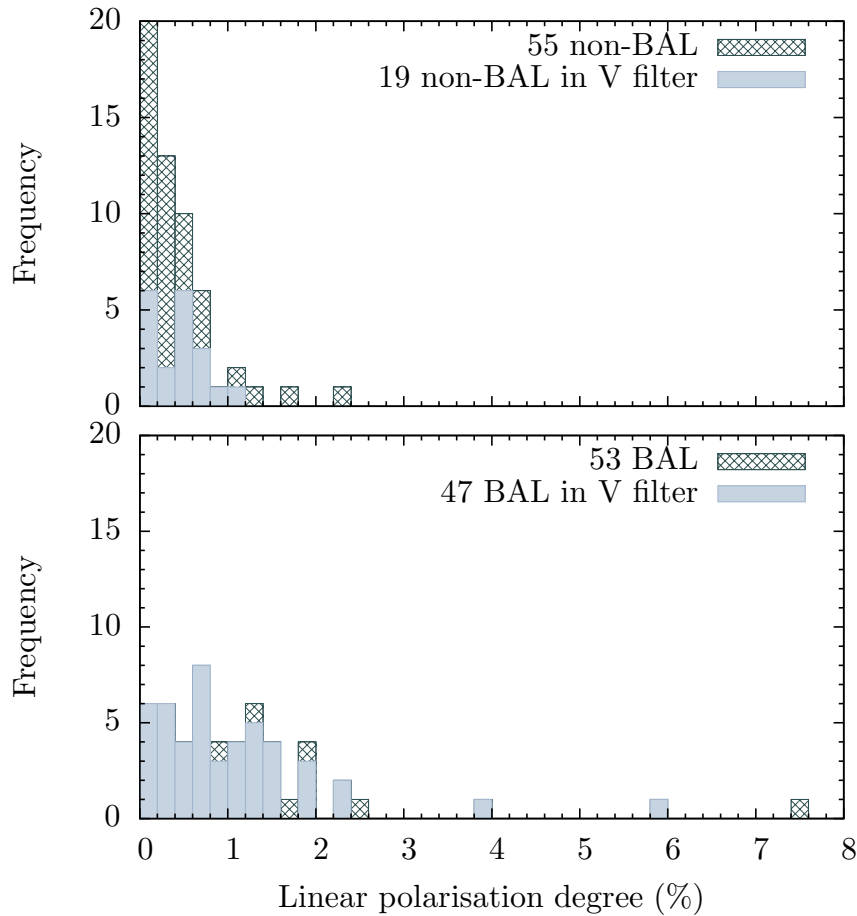 20
15
10
5
0
Frequency
55 non-BAL
19 non-BAL in V filter
20
15
10
5
0
Frequency
53 BAL
47 BAL in V filter
0 1 2 3 4 5 6 7 8
Linear polarisation degree (%)